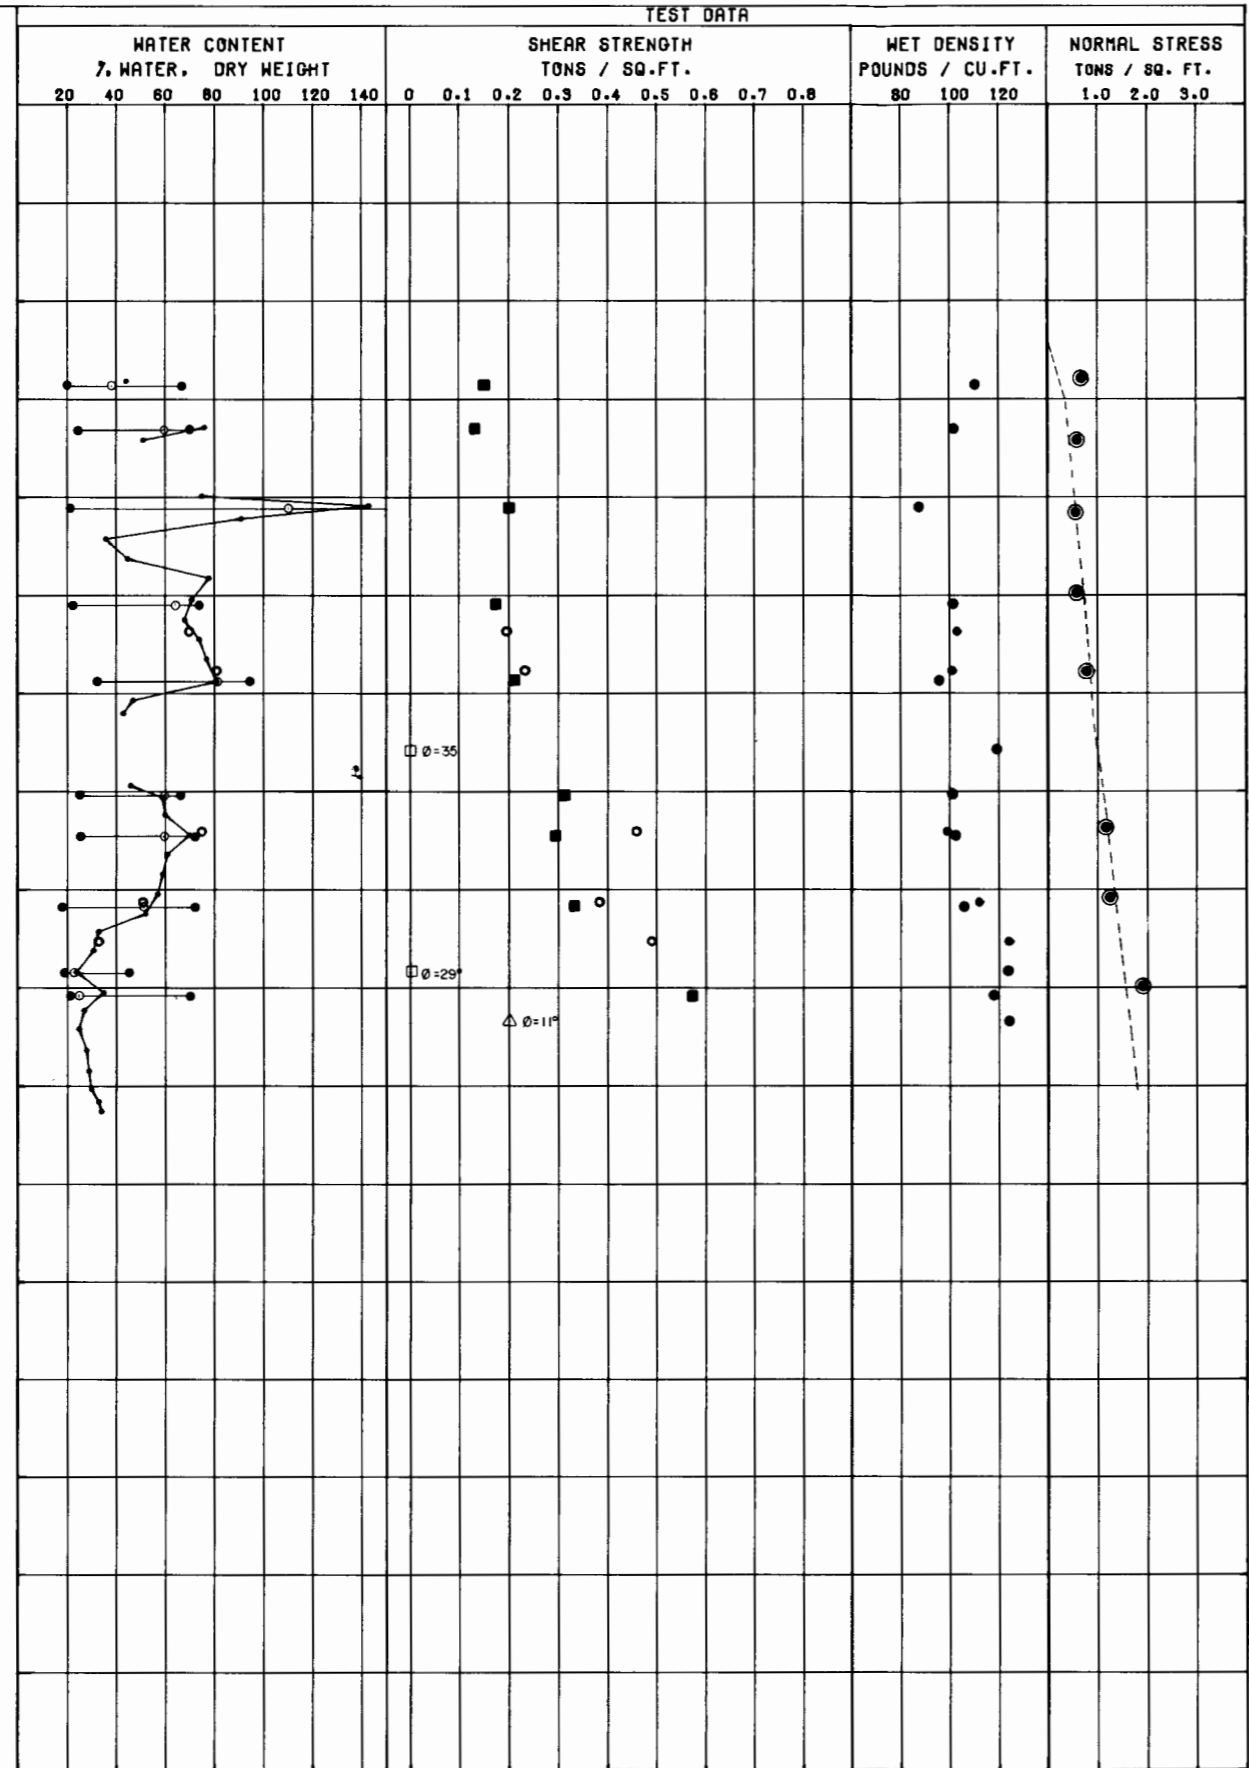 TEST DATA
WATER CONTENT
%. WATER, DRY WEIGHT
20 40 60 80 100 120 140
SHEAR STRENGTH
TONS / SQ.FT.
0 0.1 0.2 0.3 0.4 0.5 0.6 0.7 0.8
WET DENSITY
POUNDS / CU.FT.
80 100 120
NORMAL STRESS
TONS / SQ. FT.
1.0 2.0 3.0
Ø=35
Ø=29°
Ø=11°